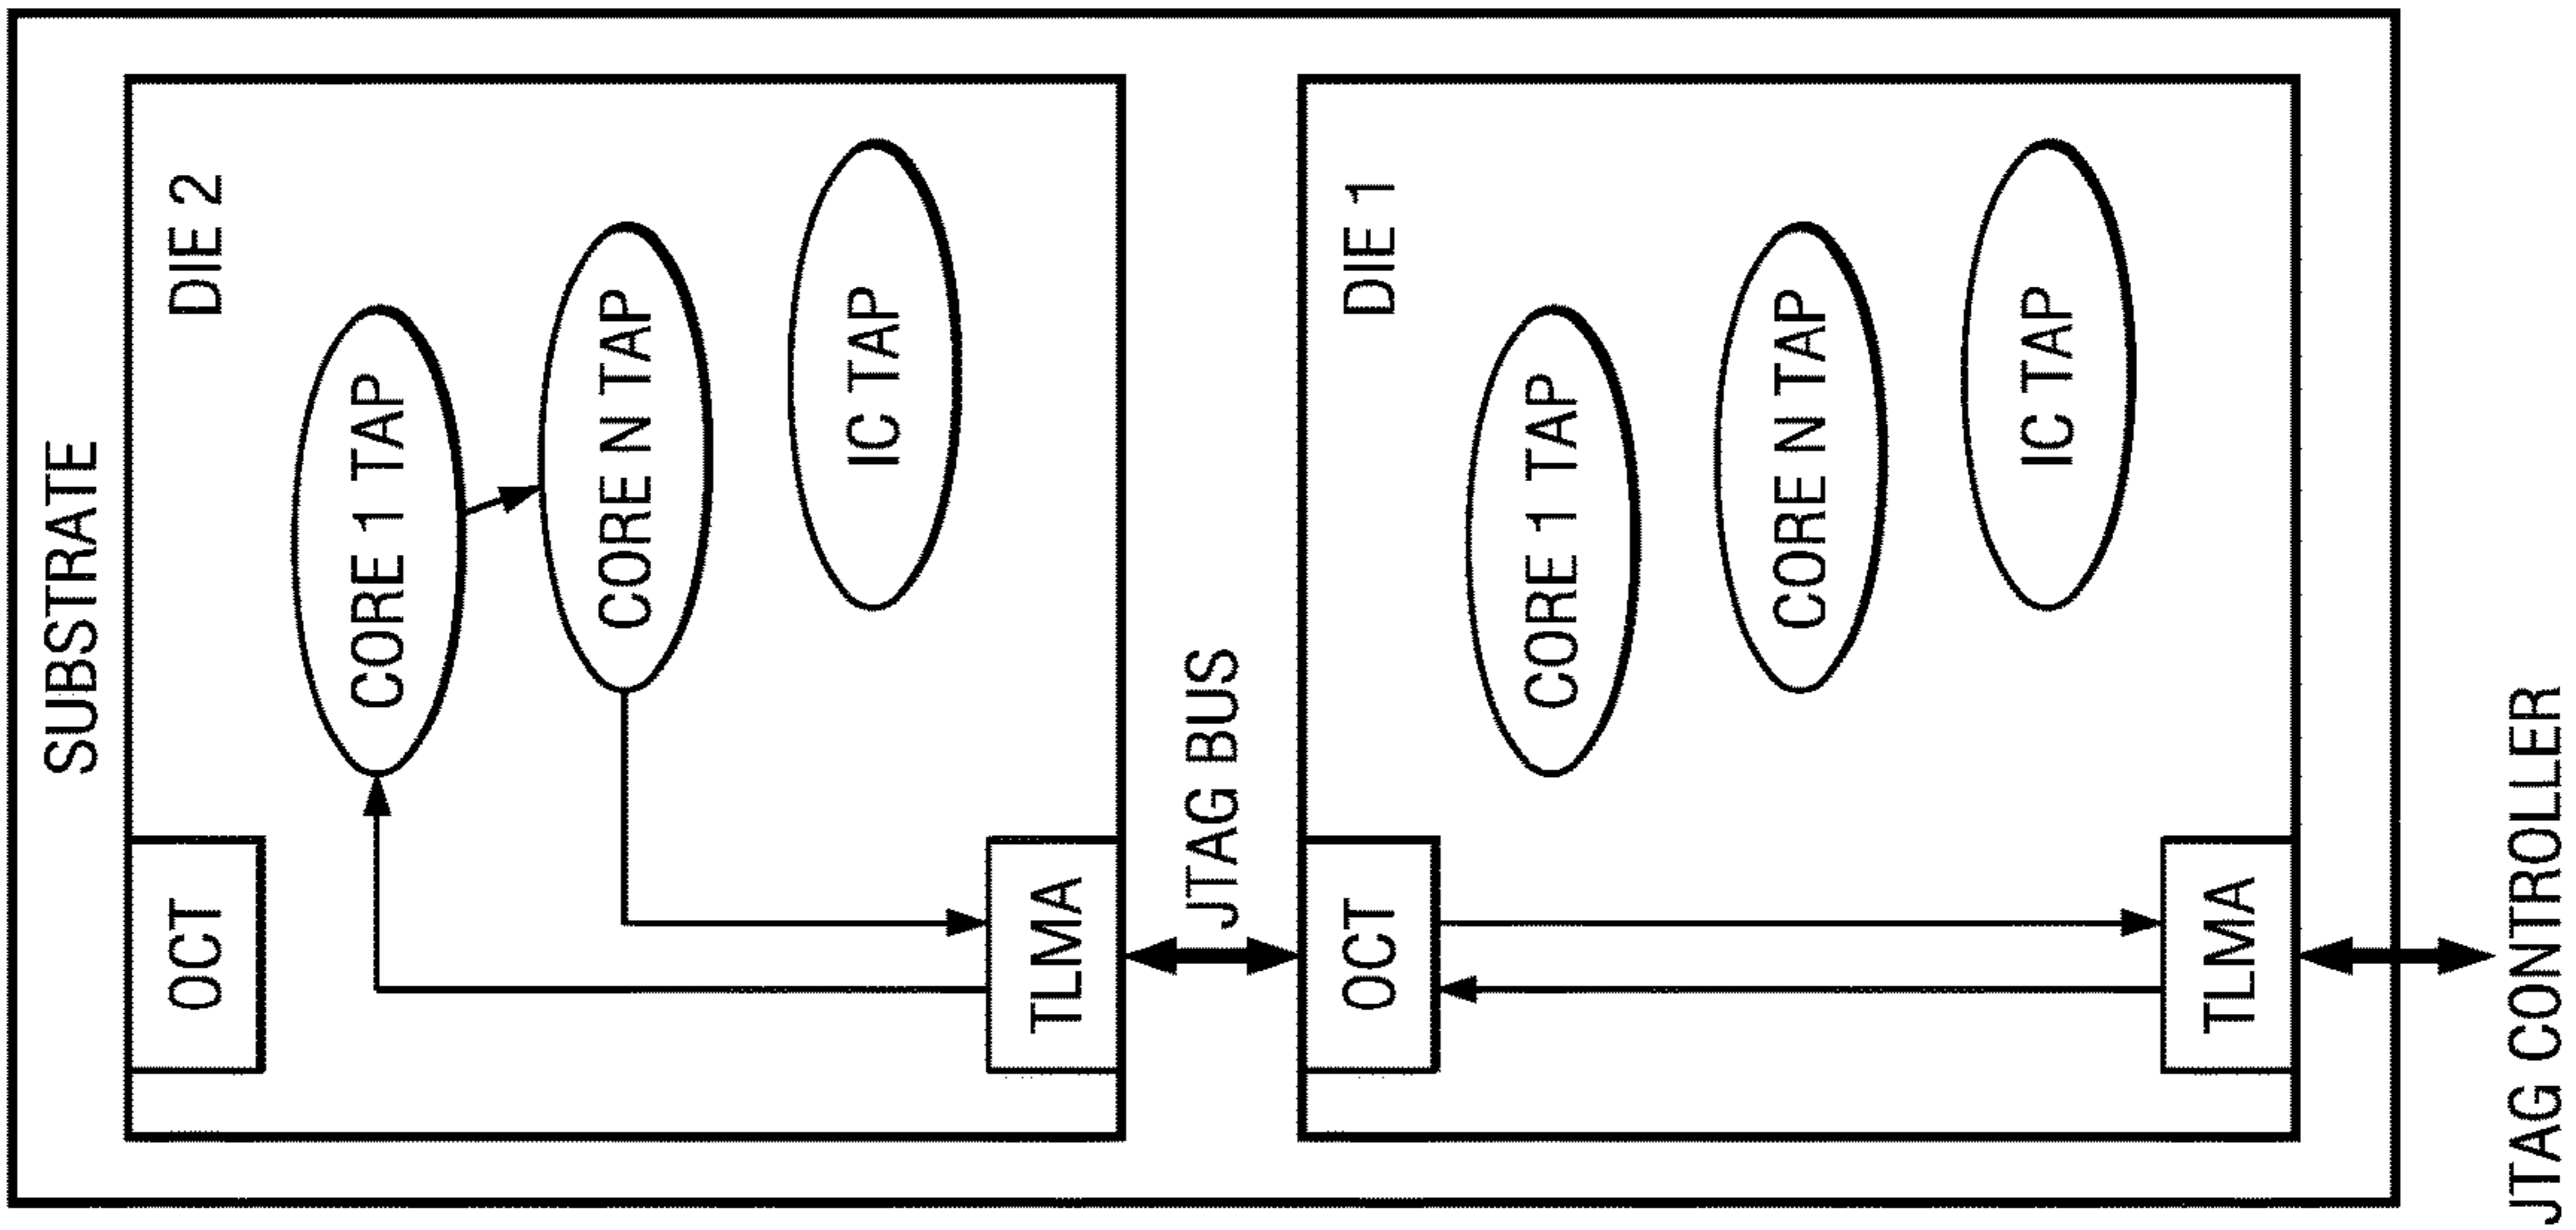 SUBSTRATE
DIE 2
OCT
CORE 1 TAP
CORE N TAP
IC TAP
TLMA
JTAG BUS
DIE 1
OCT
CORE 1 TAP
CORE N TAP
IC TAP
TLMA
JTAG CONTROLLER